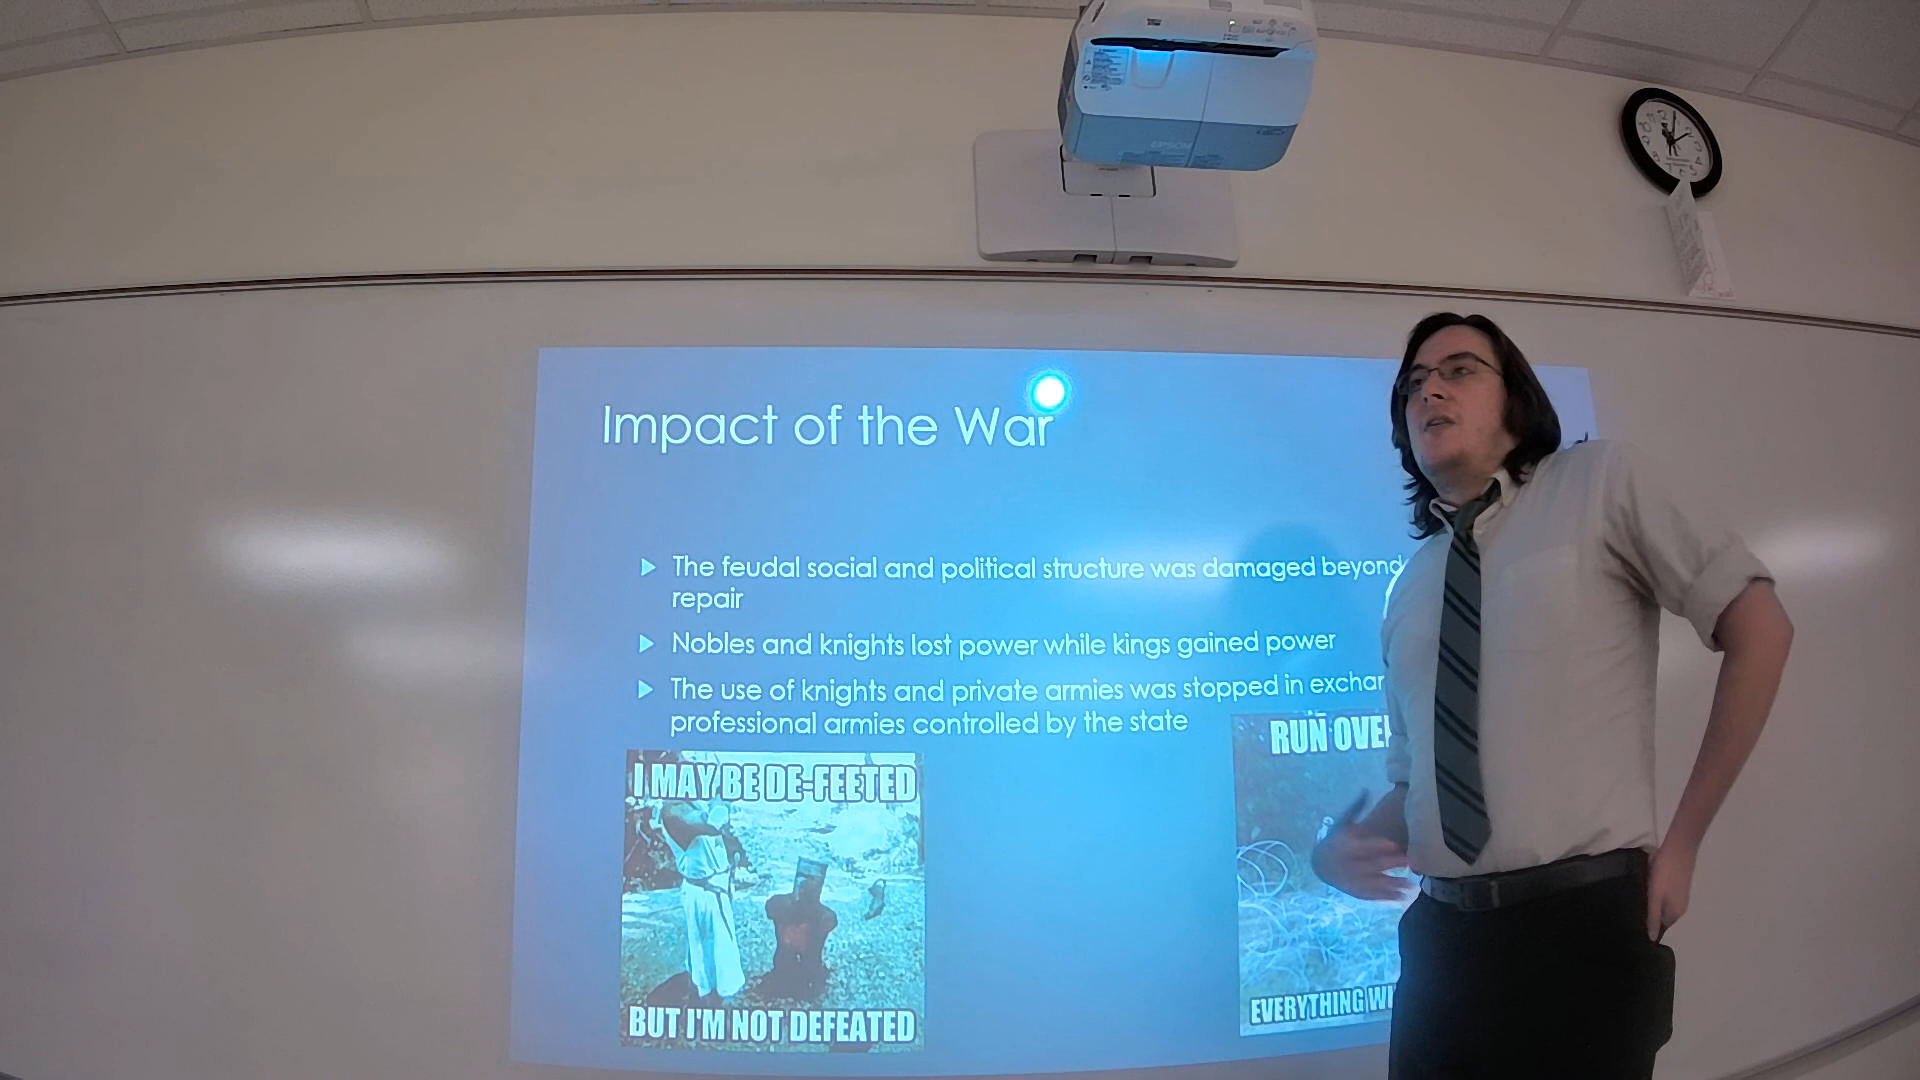 EPSON
Impact of the War
The feudal social and political structure was damaged beyond
repair
Nobles and knights lost power while kings gained power
The use of knights and private armies was stopped in exchan
professional armies controlled by the state
I MAY BE DE-FEETED
BUT I'M NOT DEFEATED
RUN OVE
EVERYTHING WI